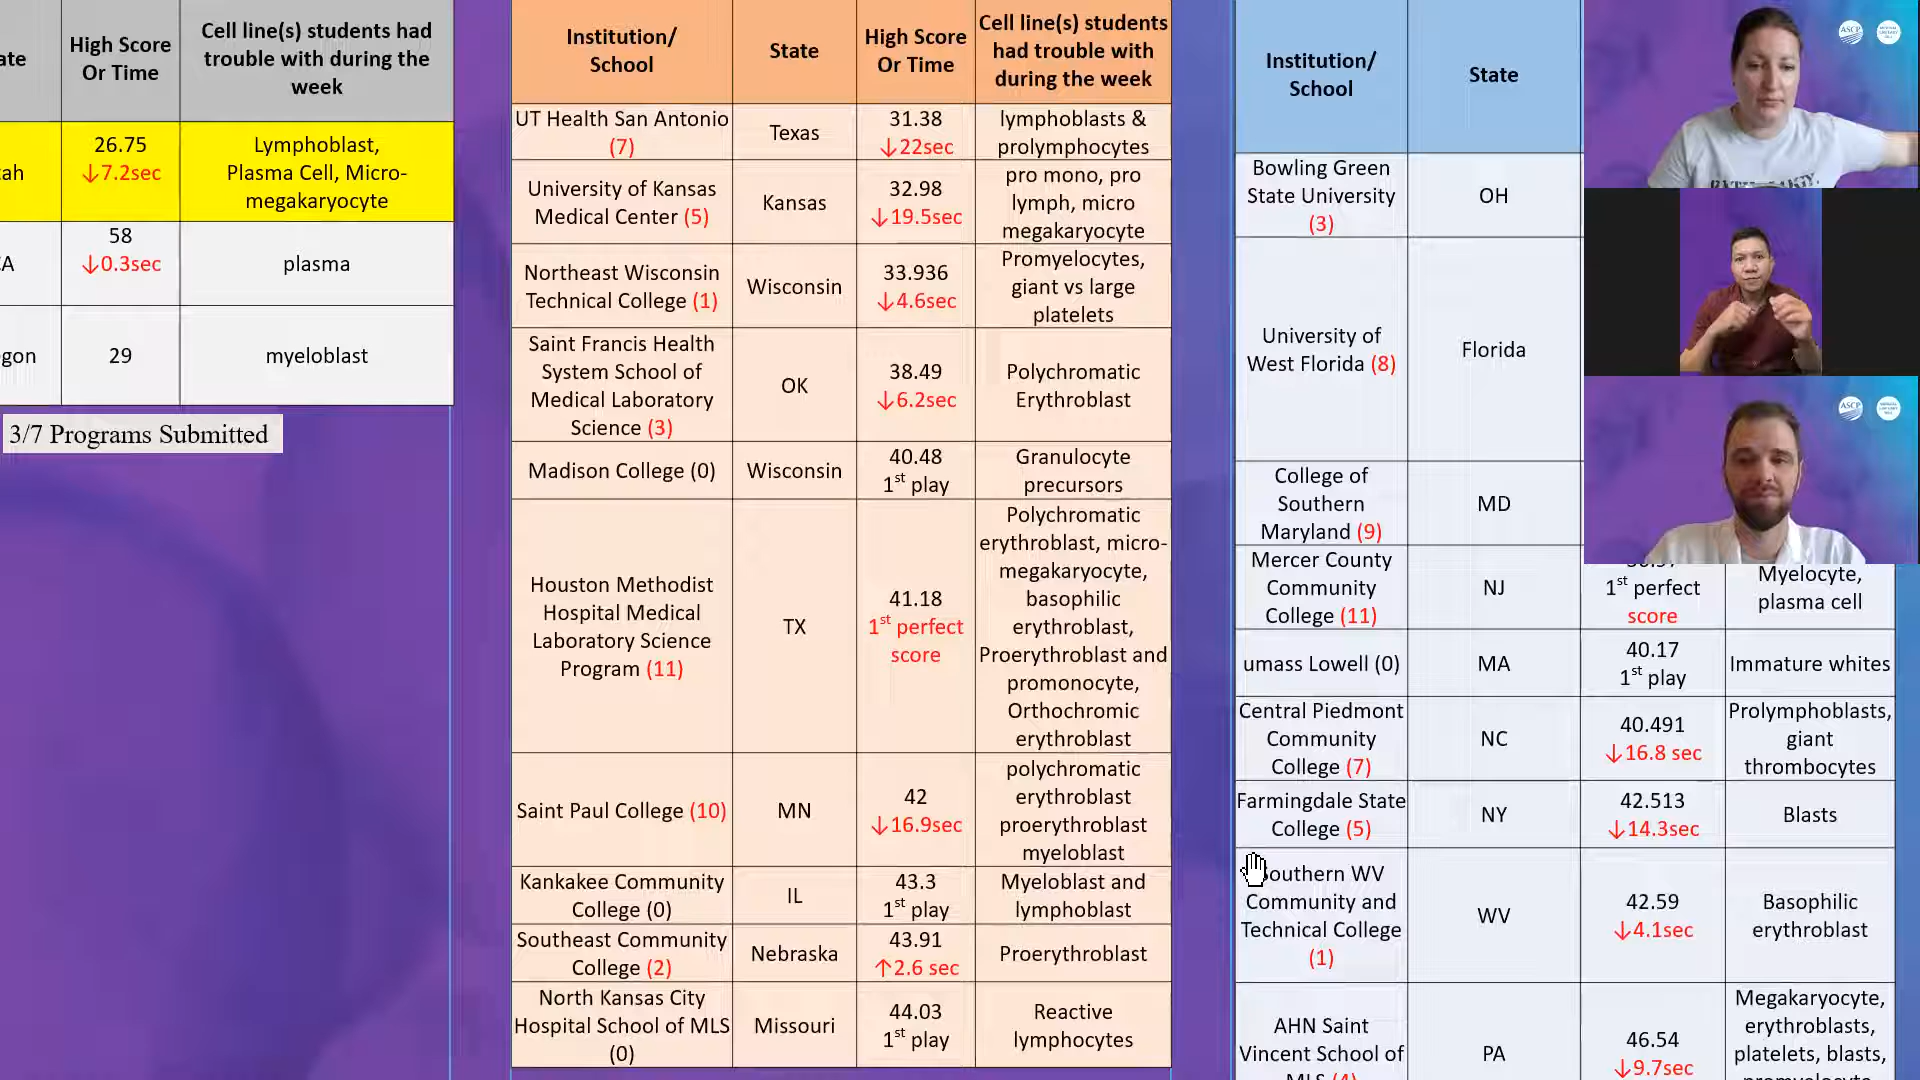 ate
High Score
Or Time
Cell line(s) students had
trouble with during the
week
tah
26.75
↓7.2sec
Lymphoblast,
Plasma Cell, Micro-
megakaryocyte
CA
58
↓0.3sec
plasma
egon
29
myeloblast
3/7 Programs Submitted
Institution/
School
State
High Score
Or Time
Cell line(s) students
had trouble with
during the week
UT Health San Antonio
(7)
Texas
31.38
↓22sec
lymphoblasts &
prolymphocytes
University of Kansas
Medical Center (5)
Kansas
32.98
↓19.5sec
pro mono, pro
lymph, micro
megakaryocyte
Northeast Wisconsin
Technical College (1)
Wisconsin
33.936
↓4.6sec
Promyelocytes,
giant vs large
platelets
Saint Francis Health
System School of
Medical Laboratory
Science (3)
OK
38.49
↓6.2sec
Polychromatic
Erythroblast
Madison College (0)
Wisconsin
40.48
1st play
Granulocyte
precursors
Houston Methodist
Hospital Medical
Laboratory Science
Program (11)
TX
41.18
1st perfect
score
Polychromatic
erythroblast, micro-
megakaryocyte,
basophilic
erythroblast,
Proerythroblast and
promonocyte,
Orthochromic
erythroblast
Saint Paul College (10)
MN
42
↓16.9sec
polychromatic
erythroblast
proerythroblast
myeloblast
Kankakee Community
College (0)
IL
43.3
1st play
Myeloblast and
lymphoblast
Southeast Community
College (2)
Nebraska
43.91
↑2.6 sec
Proerythroblast
North Kansas City
Hospital School of MLS
(0)
Missouri
44.03
1st play
Reactive
lymphocytes
Institution/
School
State
Bowling Green
State University
(3)
OH
University of
West Florida (8)
Florida
College of
Southern
Maryland (9)
MD
Mercer County
Community
College (11)
NJ
1st perfect
score
Myelocyte,
plasma cell
umass Lowell (0)
MA
40.17
1st play
Immature whites
Central Piedmont
Community
College (7)
NC
40.491
↓16.8 sec
Prolymphoblasts,
giant
thrombocytes
Farmingdale State
College (5)
NY
42.513
↓14.3sec
Blasts
Southern WV
Community and
Technical College
(1)
WV
42.59
↓4.1sec
Basophilic
erythroblast
AHN Saint
Vincent School of
MLS (4)
PA
46.54
↓9.7sec
Megakaryocyte,
erythroblasts,
platelets, blasts,
promyelocyte
ASCP
ASCP